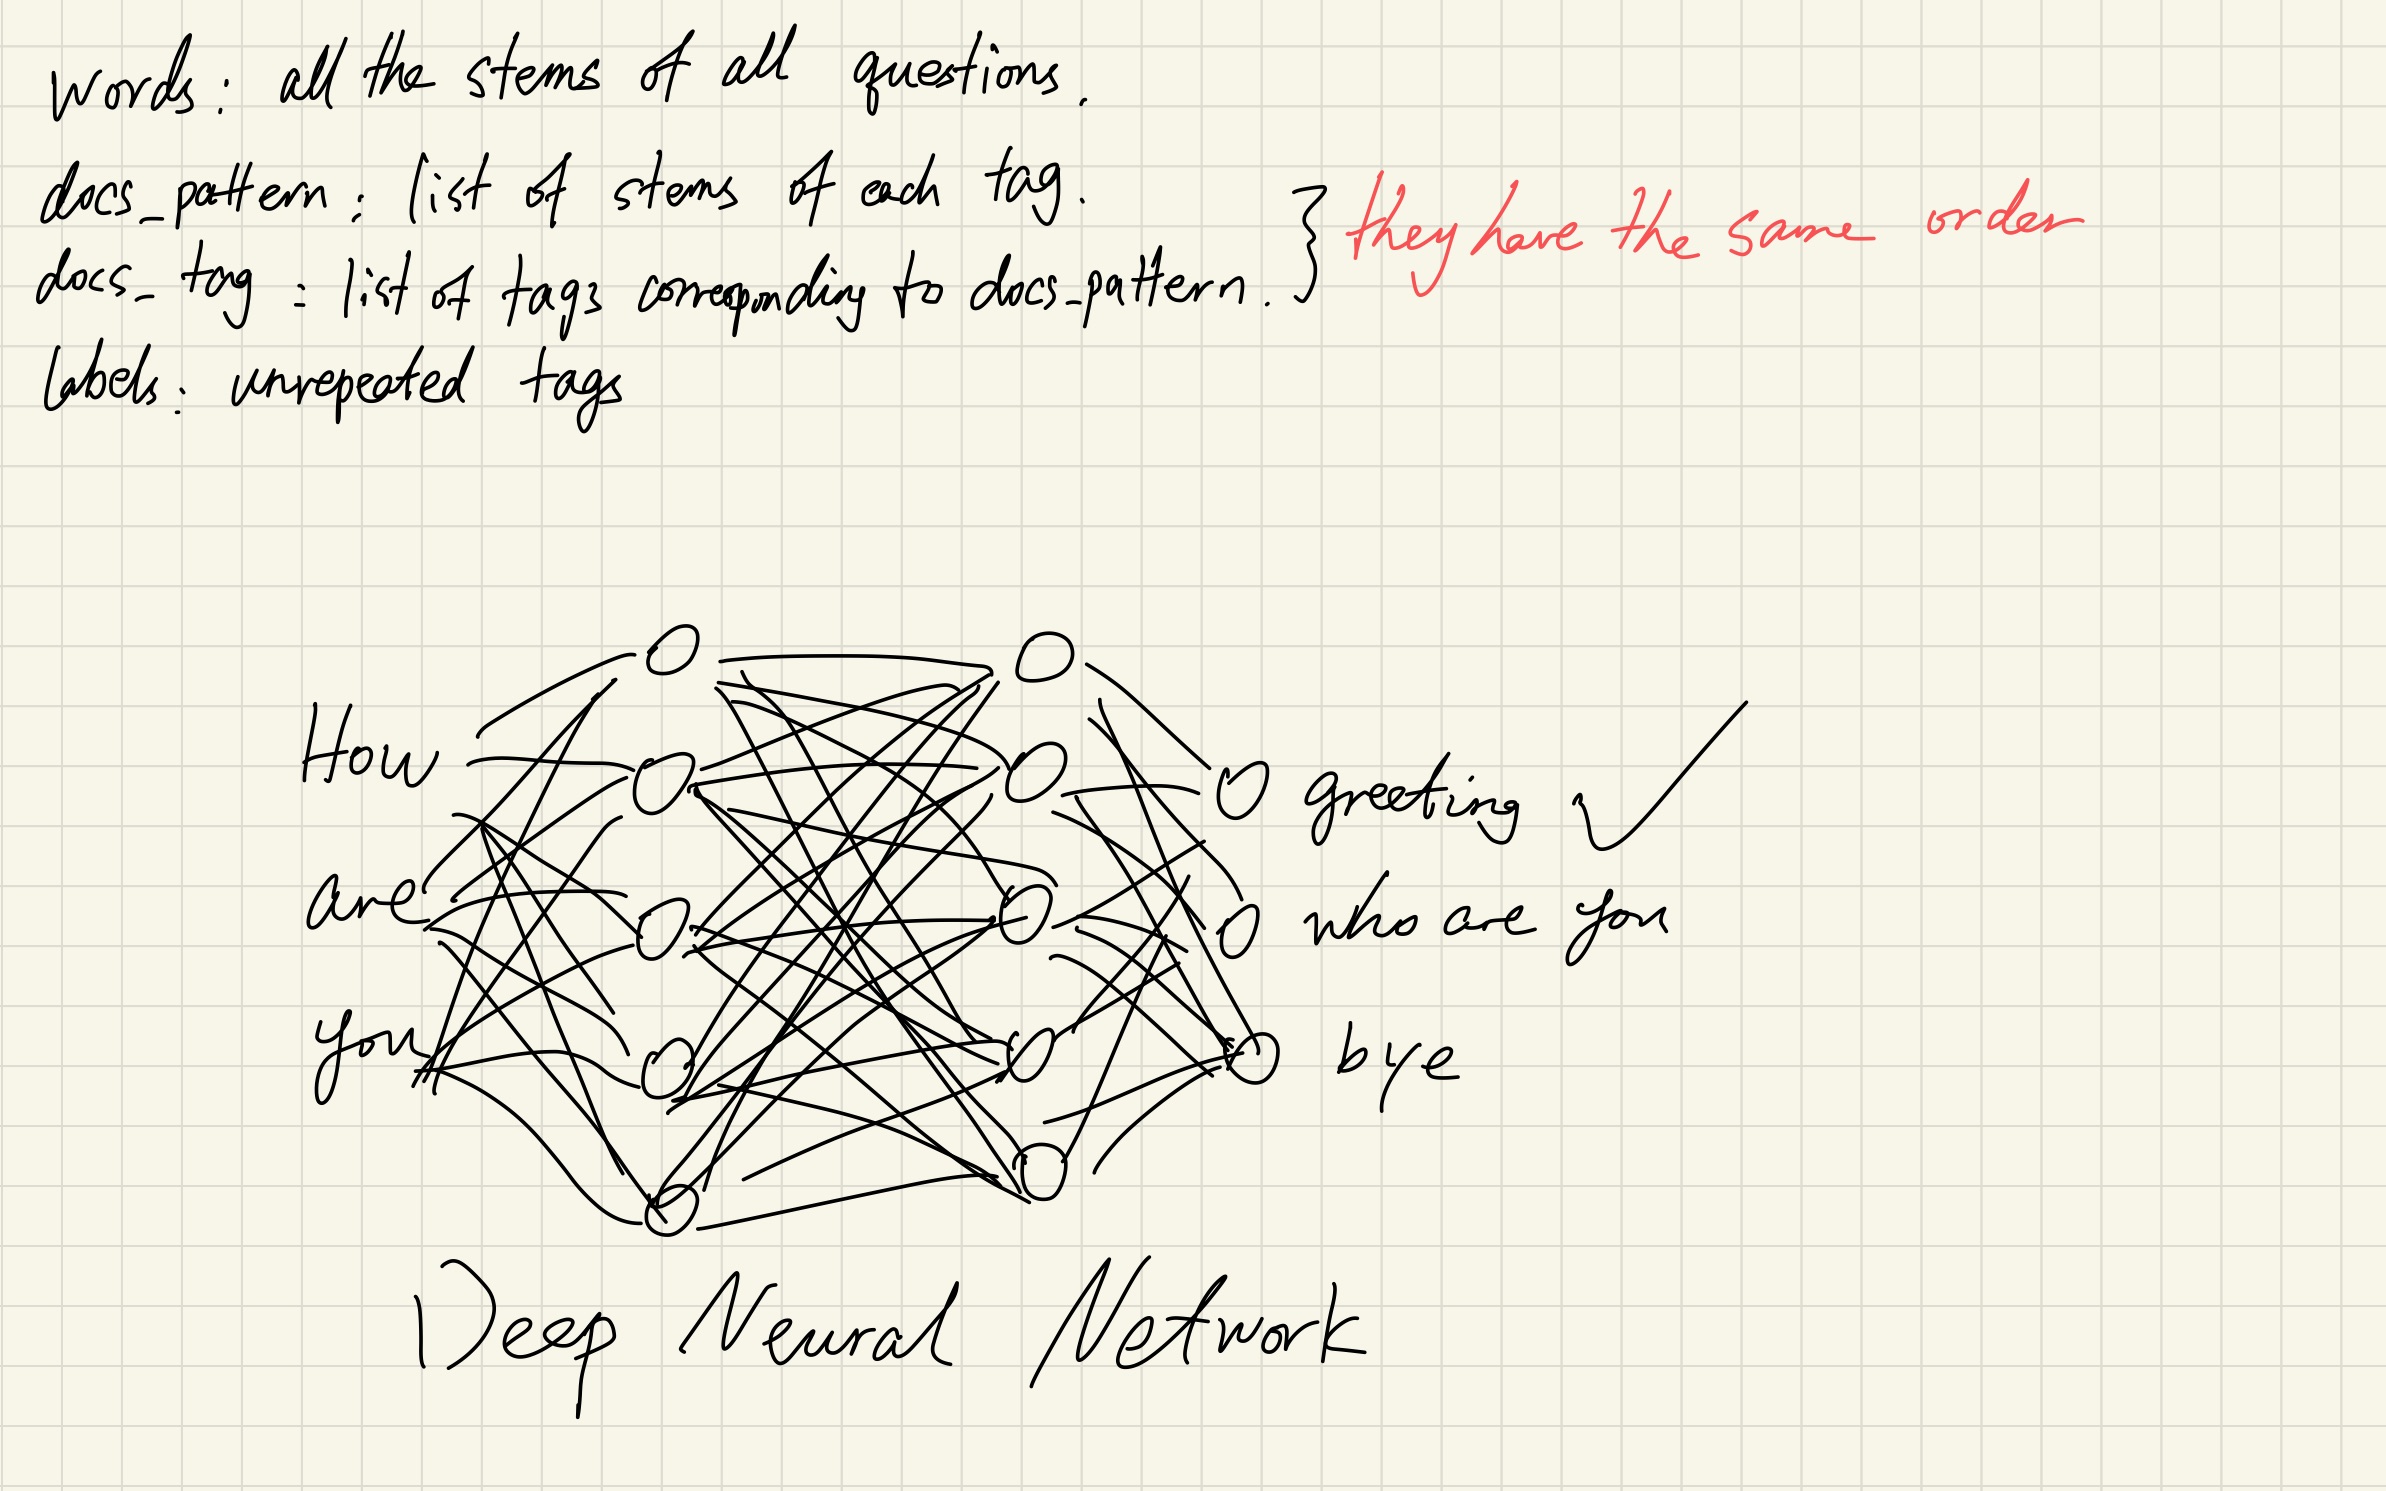 words: all the stems of all questions.
docs_pattern: list of stems of each tag.
docs_tag: list of tags corresponding to docs_pattern.
they have the same order
labels: unrepeated tags
How
are
you
greeting
who are you
bye
Deep Neural Network